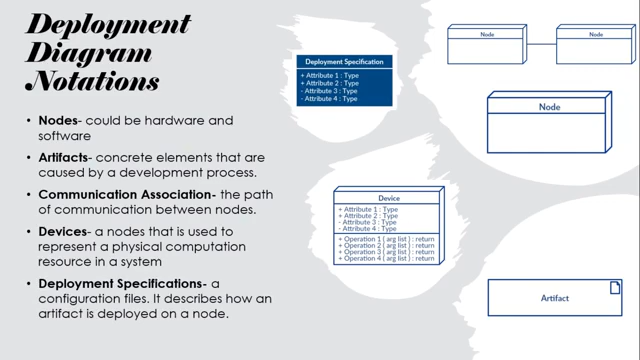 Deployment
Diagram
Notations
• Nodes- could be hardware and
software
• Artifacts- concrete elements that are
caused by a development process.
• Communication Association- the path
of communication between nodes.
• Devices- a nodes that is used to
represent a physical computation
resource in a system
• Deployment Specifications- a
configuration files. It describes how an
artifact is deployed on a node.
Deployment Specification
+ Attribute 1 : Type
+ Attribute 2 : Type
- Attribute 3 : Type
- Attribute 4 : Type
Node
Node
Node
Device
+ Attribute 1 : Type
+ Attribute 2 : Type
- Attribute 3 : Type
- Attribute 4 : Type
+ Operation 1 ( arg list ) : return
+ Operation 2 ( arg list ) : return
+ Operation 3 ( arg list ) : return
+ Operation 4 ( arg list ) : return
Artifact